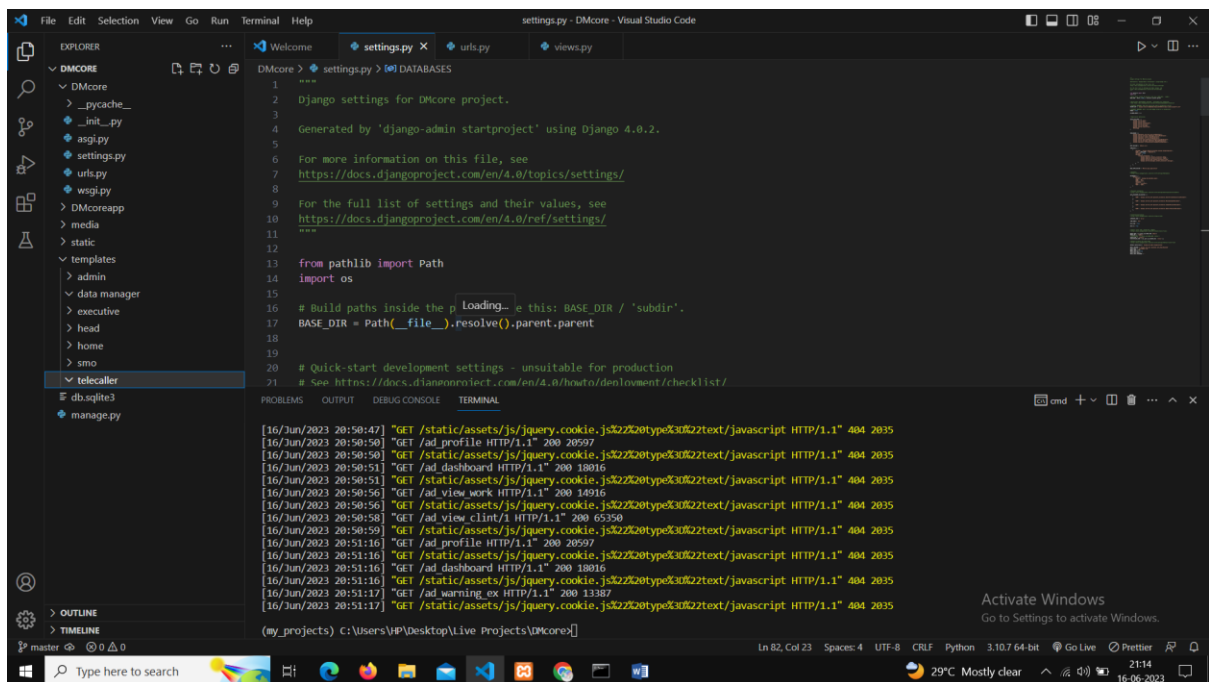 File Edit Selection View Go Run Terminal Help
settings.py - DMcore - Visual Studio Code
EXPLORER
DMCORE
DMcore
__pycache__
__init__.py
asgi.py
settings.py
urls.py
wsgi.py
DMcoreapp
media
static
templates
admin
data manager
executive
head
home
smo
telecaller
db.sqlite3
manage.py
OUTLINE
TIMELINE
Welcome settings.py urls.py views.py
DMcore > settings.py > DATABASES
1 """
2 Django settings for DMcore project.
3
4 Generated by 'django-admin startproject' using Django 4.0.2.
5
6 For more information on this file, see
7 https://docs.djangoproject.com/en/4.0/topics/settings/
8
9 For the full list of settings and their values, see
10 https://docs.djangoproject.com/en/4.0/ref/settings/
11 """
12
13 from pathlib import Path
14 import os
15
16 # Build paths inside the p Loading... e this: BASE_DIR / 'subdir'.
17 BASE_DIR = Path(__file__).resolve().parent.parent
18
19
20 # Quick-start development settings - unsuitable for production
21 # See https://docs.djangoproject.com/en/4.0/howto/deployment/checklist/
PROBLEMS OUTPUT DEBUG CONSOLE TERMINAL
cmd
[16/Jun/2023 20:50:47] "GET /static/assets/js/jquery.cookie.js%22%20type%3D%22text/javascript HTTP/1.1" 404 2035
[16/Jun/2023 20:50:50] "GET /ad_profile HTTP/1.1" 200 20597
[16/Jun/2023 20:50:50] "GET /static/assets/js/jquery.cookie.js%22%20type%3D%22text/javascript HTTP/1.1" 404 2035
[16/Jun/2023 20:50:51] "GET /ad_dashboard HTTP/1.1" 200 18016
[16/Jun/2023 20:50:51] "GET /static/assets/js/jquery.cookie.js%22%20type%3D%22text/javascript HTTP/1.1" 404 2035
[16/Jun/2023 20:50:56] "GET /ad_view_work HTTP/1.1" 200 14916
[16/Jun/2023 20:50:56] "GET /static/assets/js/jquery.cookie.js%22%20type%3D%22text/javascript HTTP/1.1" 404 2035
[16/Jun/2023 20:50:58] "GET /ad_view_clint/1 HTTP/1.1" 200 65350
[16/Jun/2023 20:50:59] "GET /static/assets/js/jquery.cookie.js%22%20type%3D%22text/javascript HTTP/1.1" 404 2035
[16/Jun/2023 20:51:16] "GET /ad_profile HTTP/1.1" 200 20597
[16/Jun/2023 20:51:16] "GET /static/assets/js/jquery.cookie.js%22%20type%3D%22text/javascript HTTP/1.1" 404 2035
[16/Jun/2023 20:51:16] "GET /ad_dashboard HTTP/1.1" 200 18016
[16/Jun/2023 20:51:16] "GET /static/assets/js/jquery.cookie.js%22%20type%3D%22text/javascript HTTP/1.1" 404 2035
[16/Jun/2023 20:51:17] "GET /ad_warning_ex HTTP/1.1" 200 13387
[16/Jun/2023 20:51:17] "GET /static/assets/js/jquery.cookie.js%22%20type%3D%22text/javascript HTTP/1.1" 404 2035
(my_projects) C:\Users\HP\Desktop\Live Projects\DMcore>
Activate Windows
Go to Settings to activate Windows.
master 0 0 Ln 82, Col 23 Spaces: 4 UTF-8 CRLF Python 3.10.7 64-bit Go Live Prettier
Type here to search
29°C Mostly clear
21:14
16-06-2023